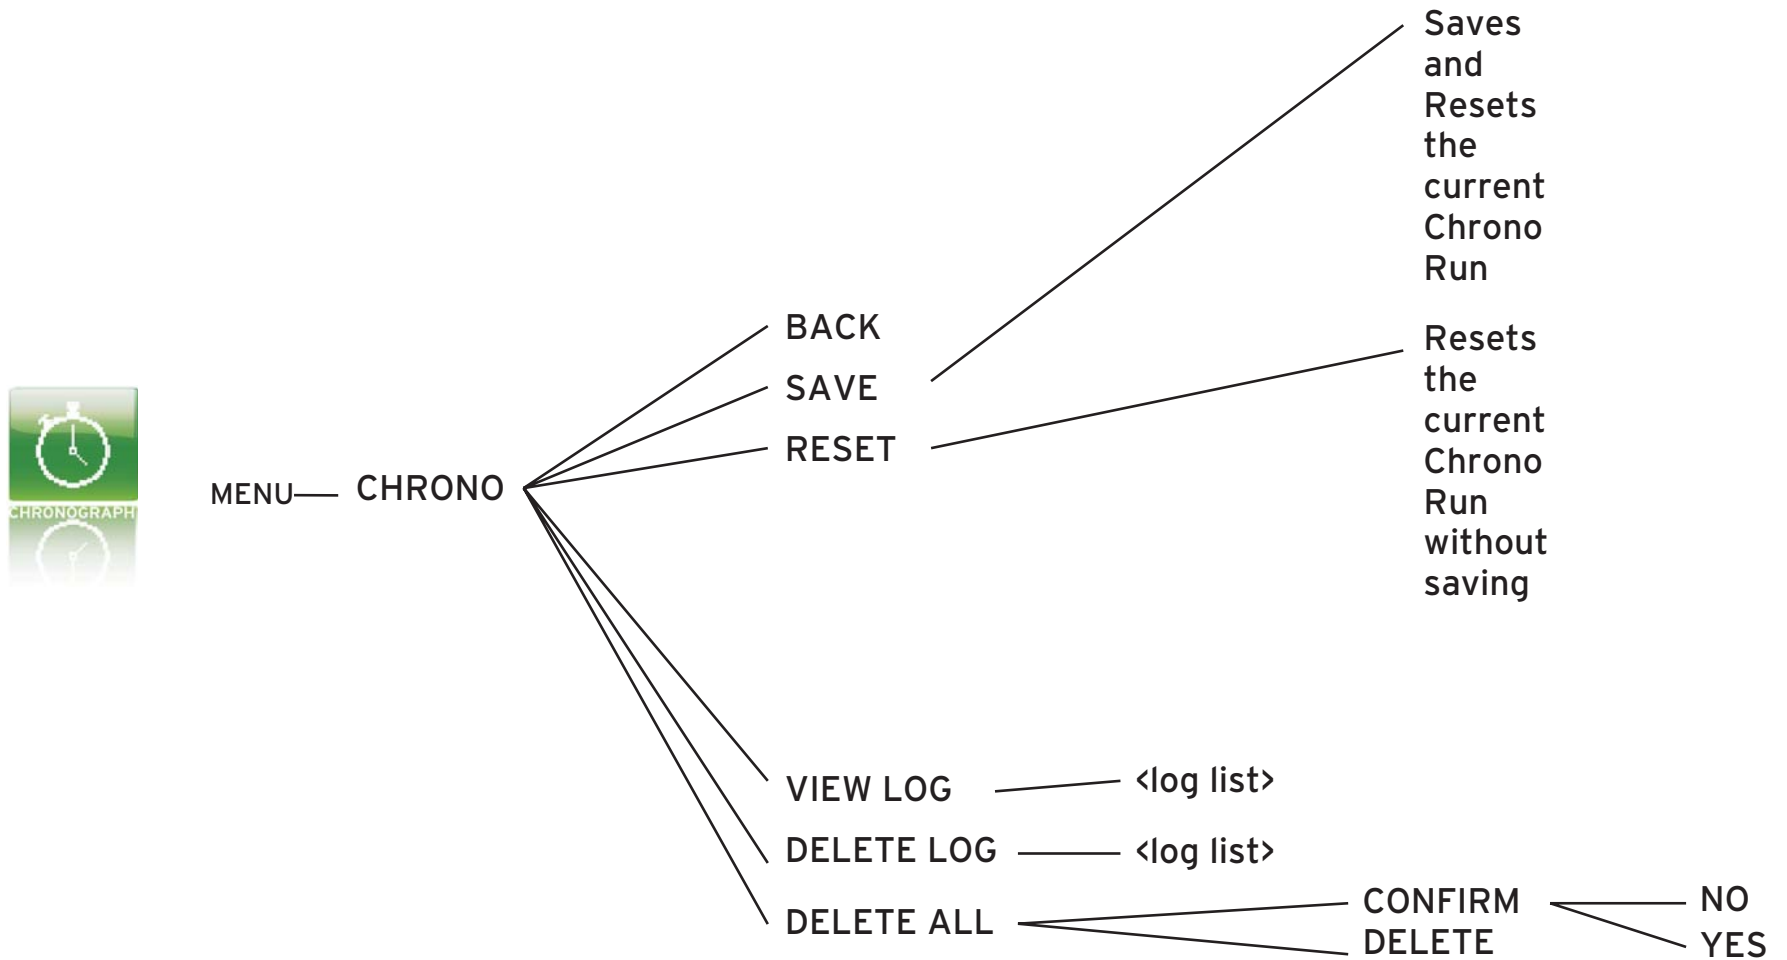 Saves
and
Resets
the
current
Chrono
Run
BACK
SAVE
RESET
Resets
the
current
Chrono
Run
without
saving
CHRONOGRAPH
MENU
CHRONO
VIEW LOG
<log list>
DELETE LOG
<log list>
DELETE ALL
CONFIRM
DELETE
NO
YES